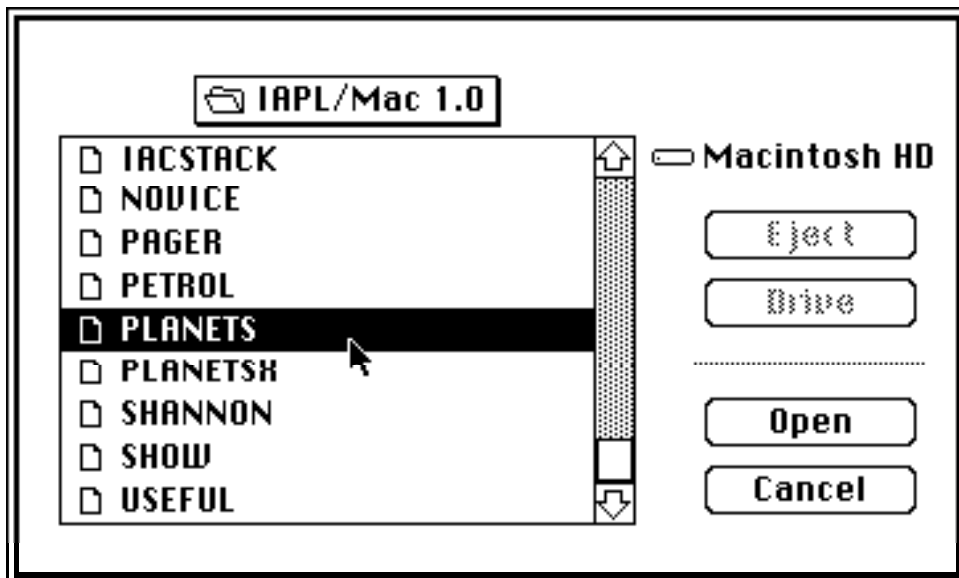 IAPL/Mac 1.0
IACSTACK
NOVICE
PAGER
PETROL
PLANETS
PLANETSX
SHANNON
SHOW
USEFUL
Macintosh HD
Eject
Drive
Open
Cancel